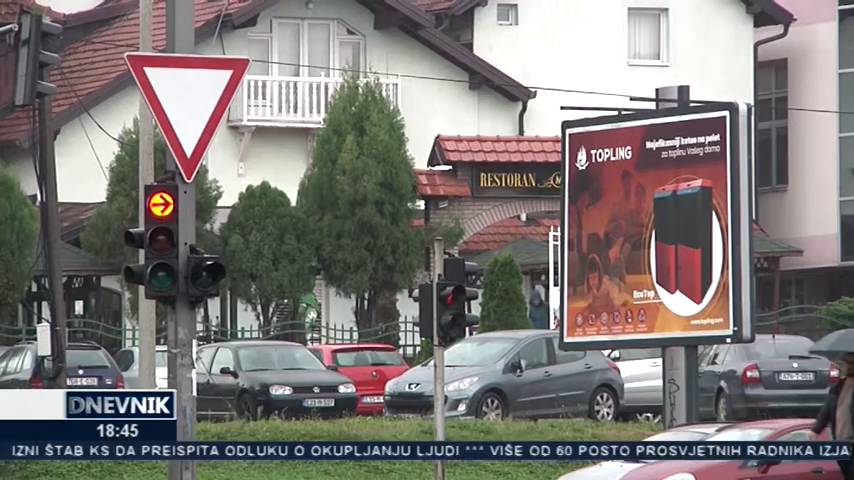 RESTORAN
TOPLING
Najefikasniji kotao na pelet
za toplinu Vašeg doma
EcoTop
www.topling.com
DNEVNIK
18:45
IZNI ŠTAB KS DA PREISPITA ODLUKU O OKUPLJANJU LJUDI *** VIŠE OD 60 POSTO PROSVJETNIH RADNIKA IZJA